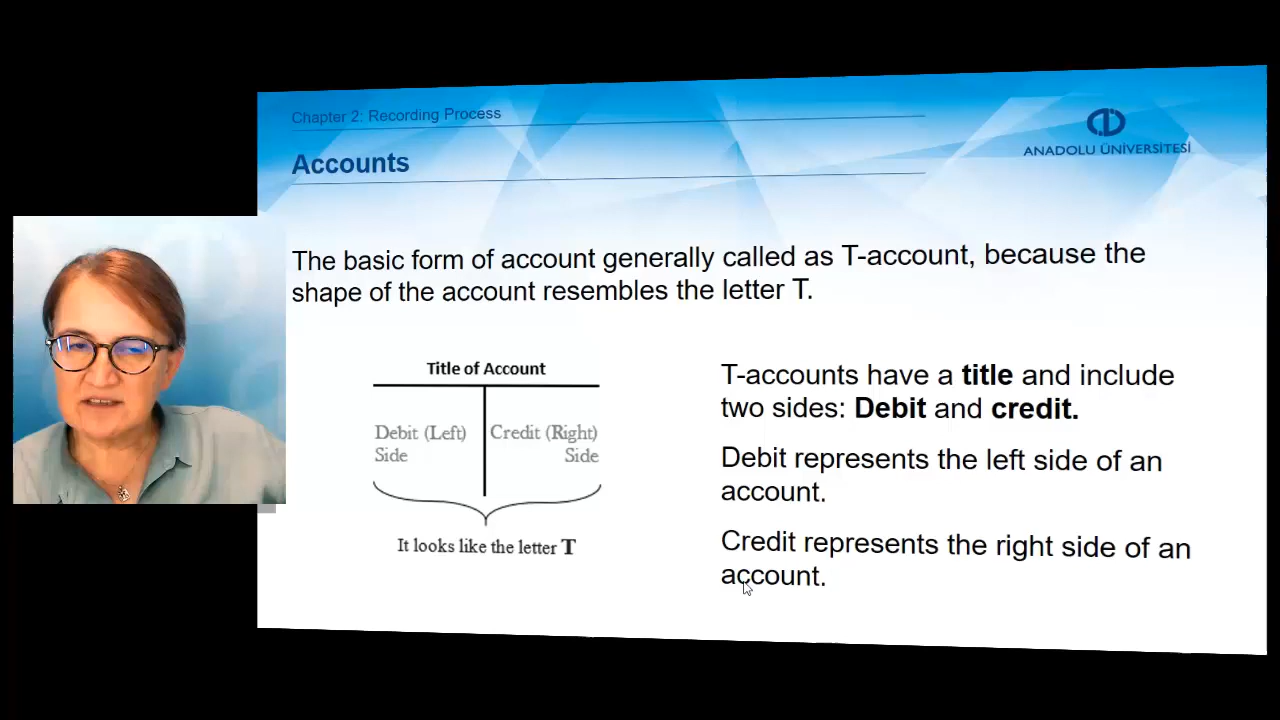 Chapter 2: Recording Process
ANADOLU ÜNİVERSİTESİ
Accounts
The basic form of account generally called as T-account, because the
shape of the account resembles the letter T.
Title of Account
Debit (Left)
Side
Credit (Right)
Side
It looks like the letter T
T-accounts have a title and include
two sides: Debit and credit.
Debit represents the left side of an
account.
Credit represents the right side of an
account.